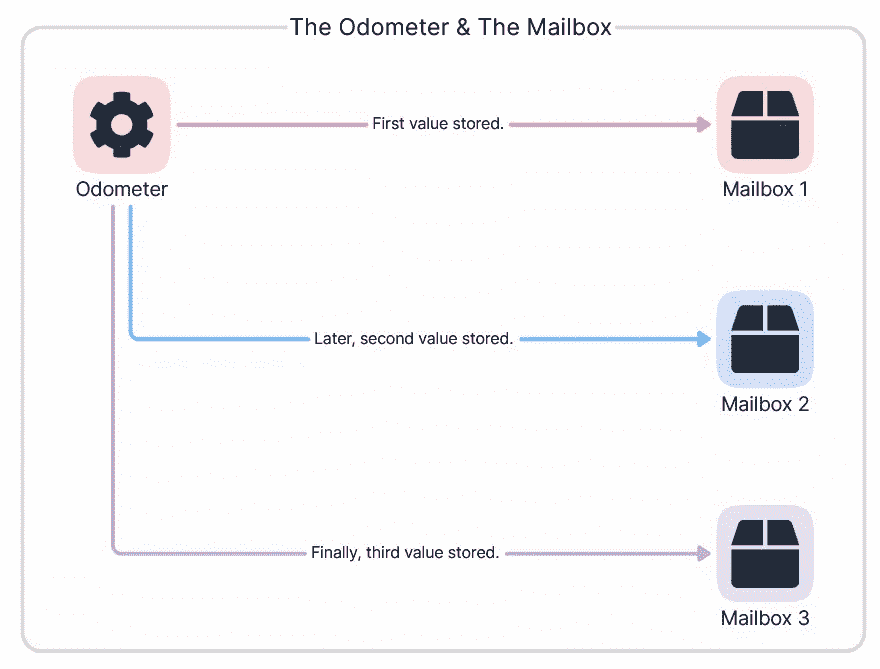 The Odometer & The Mailbox
First value stored.
Odometer
Mailbox 1
Later, second value stored.
Mailbox 2
Finally, third value stored.
Mailbox 3